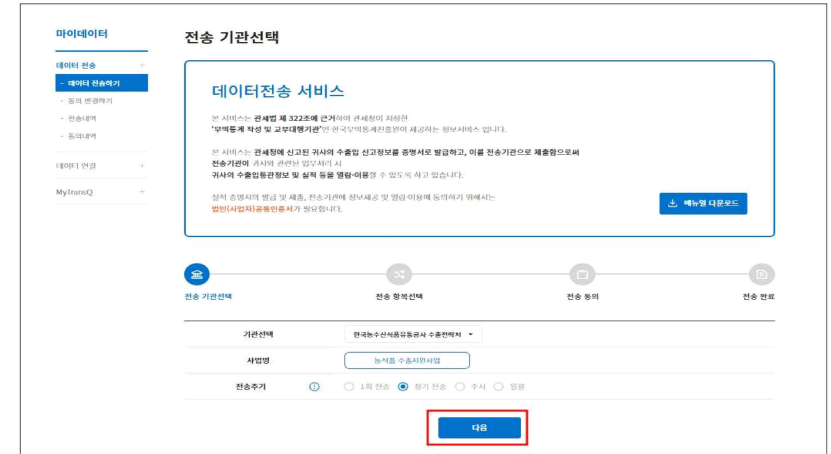 마이데이터
데이터 전송 +
- 데이터 전송하기
- 동의 변경하기
- 전송내역
- 동의내역
데이터 연결 +
MyTransQ +
전송 기관선택
데이터전송 서비스
본 서비스는 관세법 제 322조에 근거하여 관세청이 지정한
'무역통계 작성 및 교부대행기관'인 한국무역통계진흥원이 제공하는 정보서비스 입니다.
본 서비스는 관세청에 신고된 귀사의 수출입 신고정보를 증명서로 발급하고, 이를 전송기관으로 제출함으로써
전송기관이 귀사와 관련된 업무처리 시
귀사의 수출입통관정보 및 실적 등을 열람·이용할 수 있도록 하고 있습니다.
실적 증명서의 발급 및 제출, 전송기관에 정보제공 및 열람·이용에 동의하기 위해서는
법인(사업자)공동인증서가 필요합니다.
매뉴얼 다운로드
전송 기관선택 전송 항목선택 전송 동의 전송 완료
기관선택 한국농수산식품유통공사 수출전략처
사업명 농식품 수출지원사업
전송주기 1회 전송 정기 전송 수시 일괄
다음